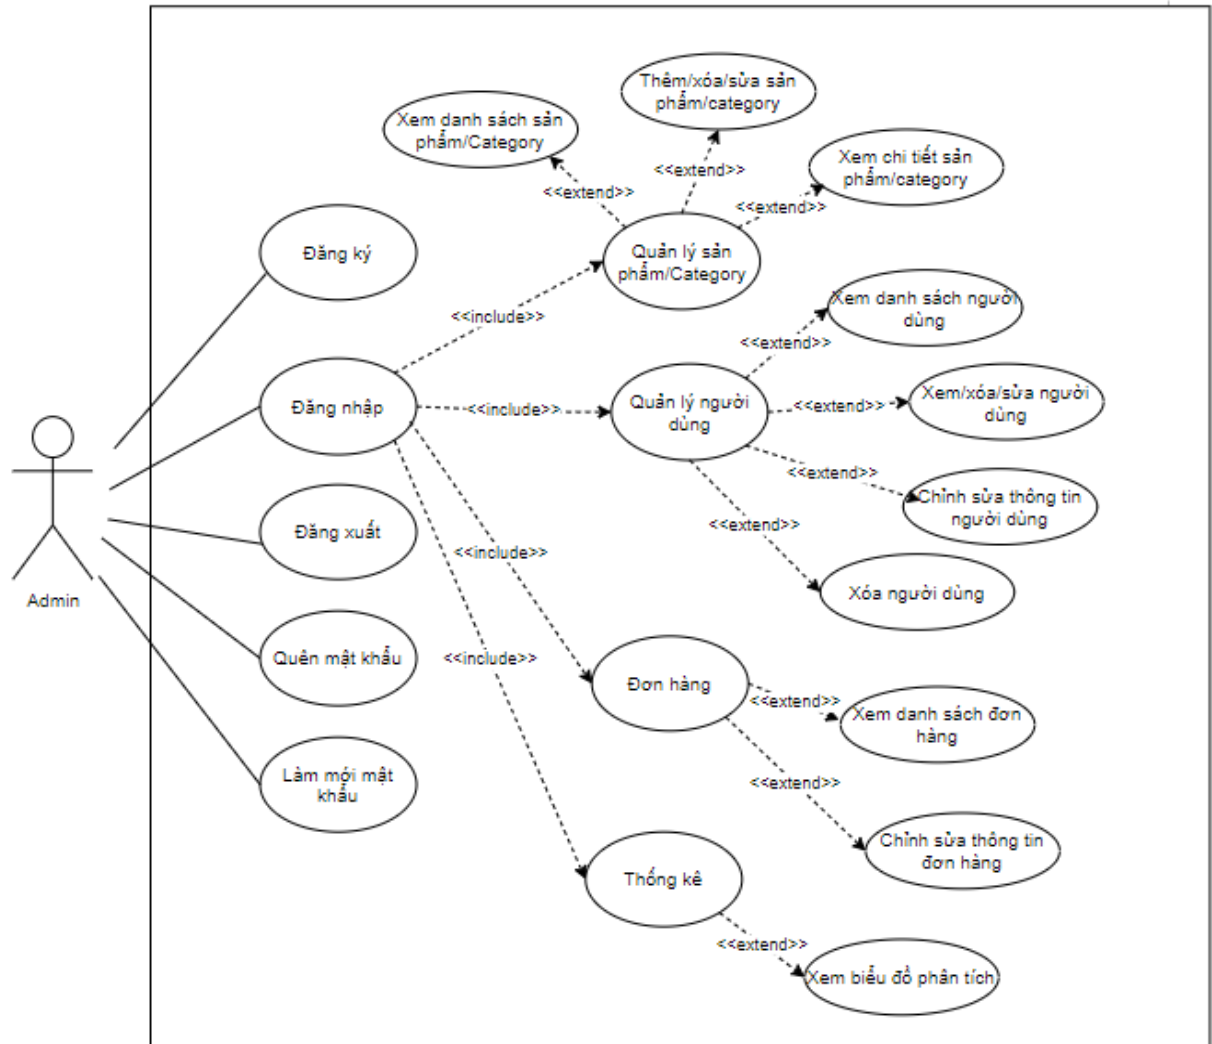 Thêm/xóa/sửa sản
phẩm/category
Xem danh sách sản
phẩm/Category
Xem chi tiết sản
phẩm/category
<<extend>>
<<extend>>
<<extend>>
Đăng ký
Quản lý sản
phẩm/Category
<<include>>
Xem danh sách người
dùng
<<extend>>
Đăng nhập
<<include>>
Quản lý người
dùng
<<extend>>
Xem/xóa/sửa người
dùng
<<extend>>
Chỉnh sửa thông tin
người dùng
<<extend>>
Đăng xuất
<<include>>
Xóa người dùng
Admin
Quên mật khẩu
<<include>>
Đơn hàng
<<extend>>
Xem danh sách đơn
hàng
Làm mới mật
khẩu
<<extend>>
Chỉnh sửa thông tin
đơn hàng
Thống kê
<<extend>>
Xem biểu đồ phân tích